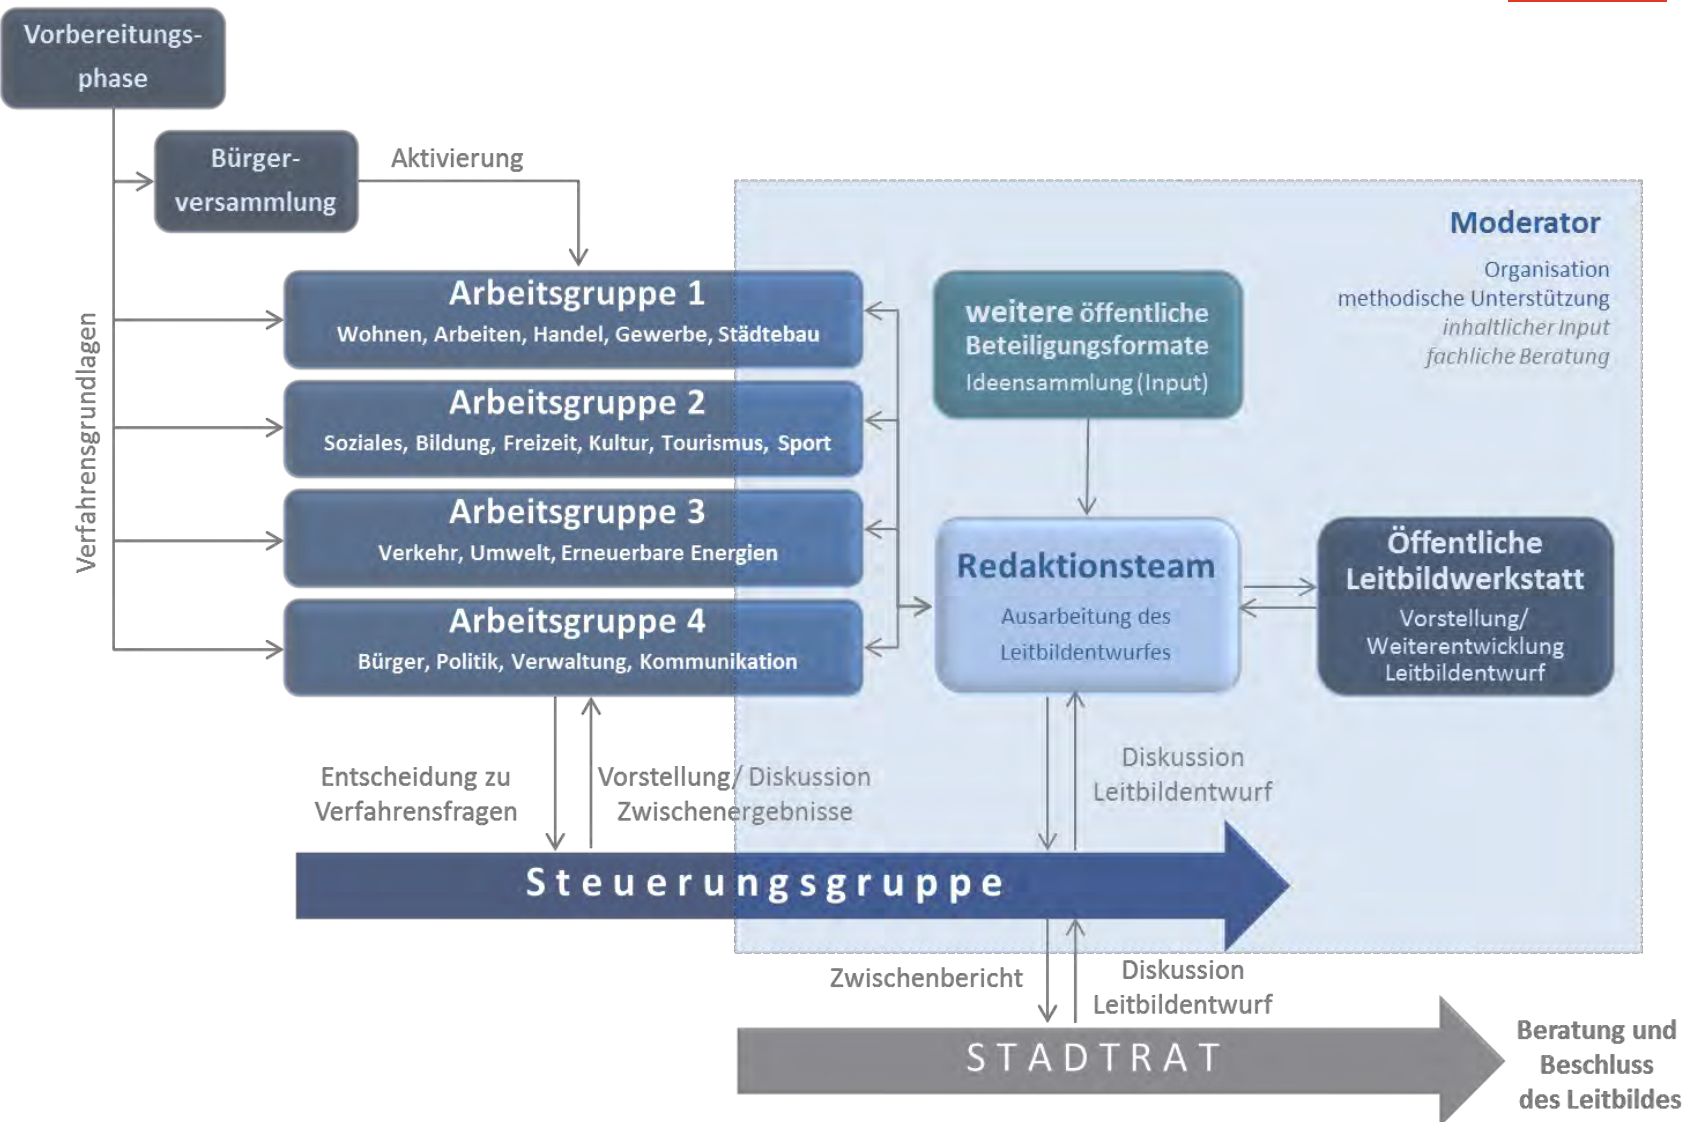 Vorbereitungs-
phase
Bürger-
versammlung
Aktivierung
Verfahrensgrundlagen
Arbeitsgruppe 1
Wohnen, Arbeiten, Handel, Gewerbe, Städtebau
Arbeitsgruppe 2
Soziales, Bildung, Freizeit, Kultur, Tourismus, Sport
Arbeitsgruppe 3
Verkehr, Umwelt, Erneuerbare Energien
Arbeitsgruppe 4
Bürger, Politik, Verwaltung, Kommunikation
Moderator
Organisation
methodische Unterstützung
inhaltlicher Input
fachliche Beratung
weitere öffentliche
Beteiligungsformate
Ideensammlung (Input)
Redaktionsteam
Ausarbeitung des
Leitbildentwurfes
Öffentliche
Leitbildwerkstatt
Vorstellung/
Weiterentwicklung
Leitbildentwurf
Entscheidung zu
Verfahrensfragen
Vorstellung/ Diskussion
Zwischenergebnisse
Diskussion
Leitbildentwurf
Steuerungsgruppe
Zwischenbericht
Diskussion
Leitbildentwurf
STADTRAT
Beratung und
Beschluss
des Leitbildes